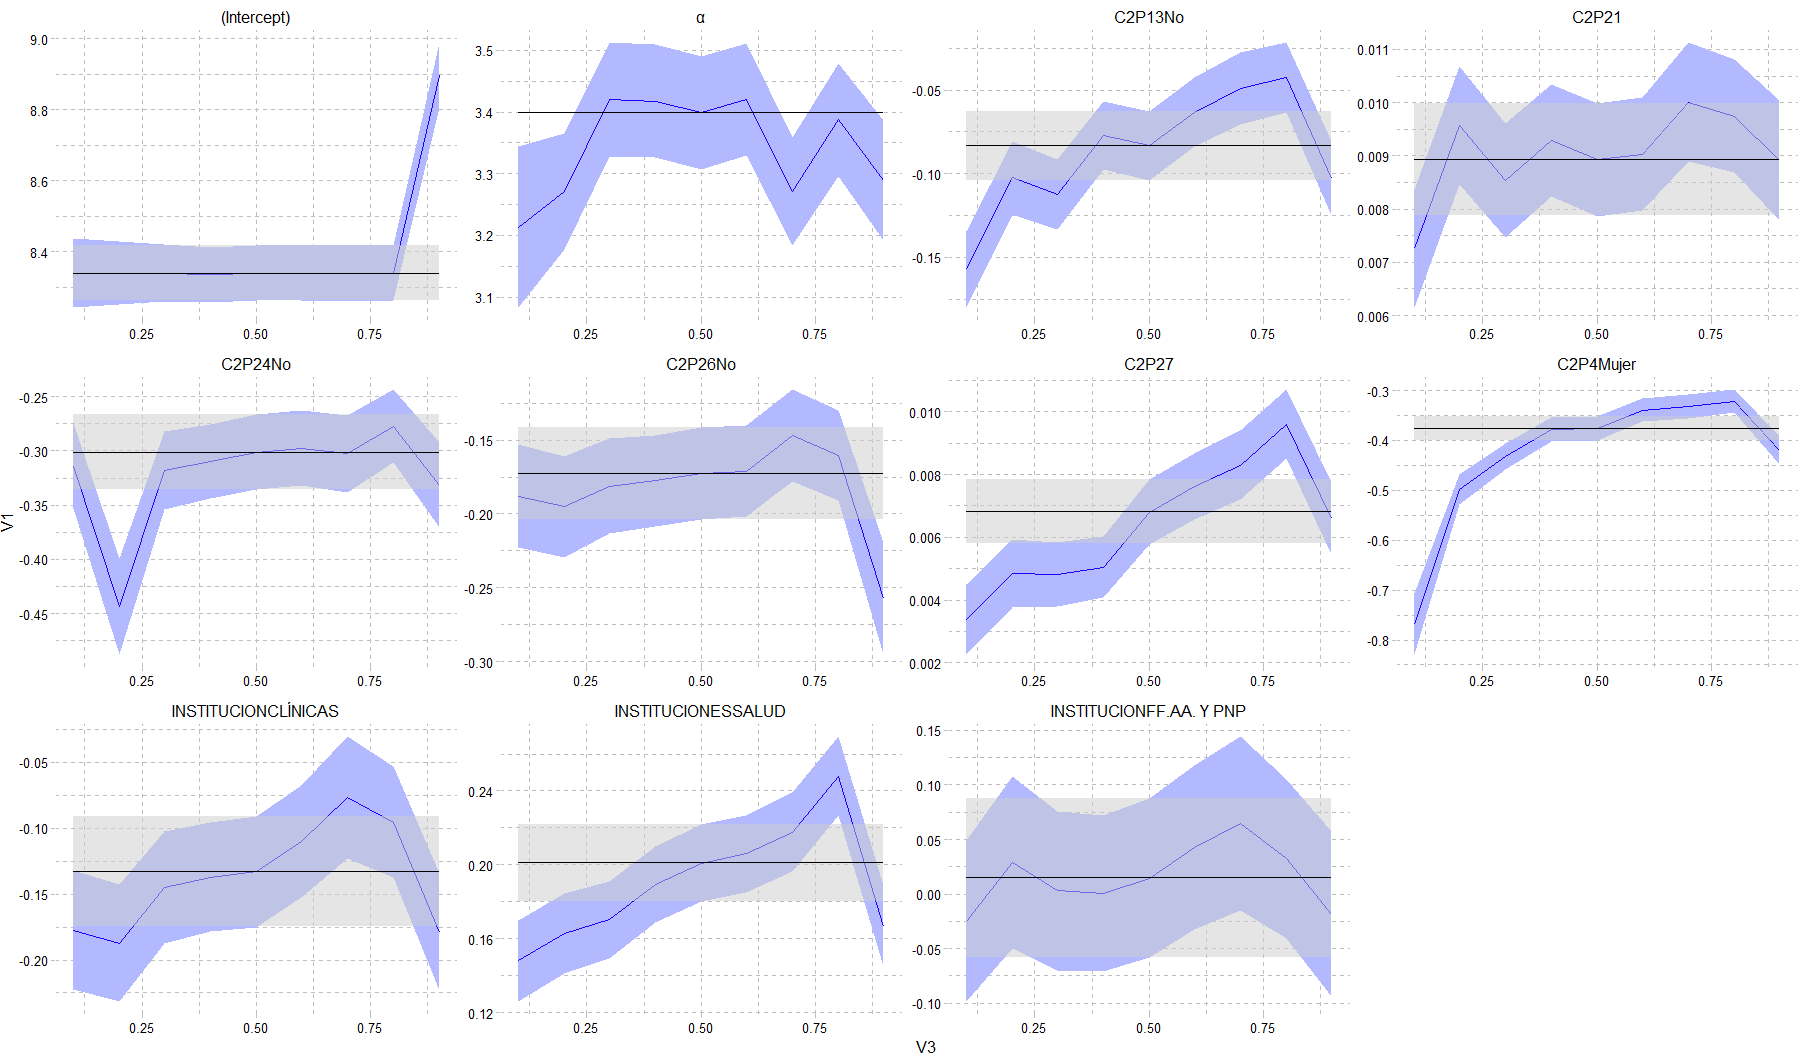 (Intercept)
α
C2P13No
C2P21
9.0
8.8
8.6
8.4
3.5
3.4
3.3
3.2
3.1
-0.05
-0.10
-0.15
0.011
0.010
0.009
0.008
0.007
0.006
0.25 0.50 0.75
0.25 0.50 0.75
0.25 0.50 0.75
0.25 0.50 0.75
C2P24No
C2P26No
C2P27
C2P4Mujer
-0.25
-0.30
-0.35
-0.40
-0.45
-0.15
-0.20
-0.25
-0.30
0.010
0.008
0.006
0.004
0.002
-0.3
-0.4
-0.5
-0.6
-0.7
-0.8
0.25 0.50 0.75
0.25 0.50 0.75
0.25 0.50 0.75
0.25 0.50 0.75
V1
INSTITUCIONCLÍNICAS
INSTITUCIONESSALUD
INSTITUCIONFF.AA. Y PNP
-0.05
-0.10
-0.15
-0.20
0.24
0.20
0.16
0.12
0.15
0.10
0.05
0.00
-0.05
-0.10
0.25 0.50 0.75
0.25 0.50 0.75
0.25 0.50 0.75
V3